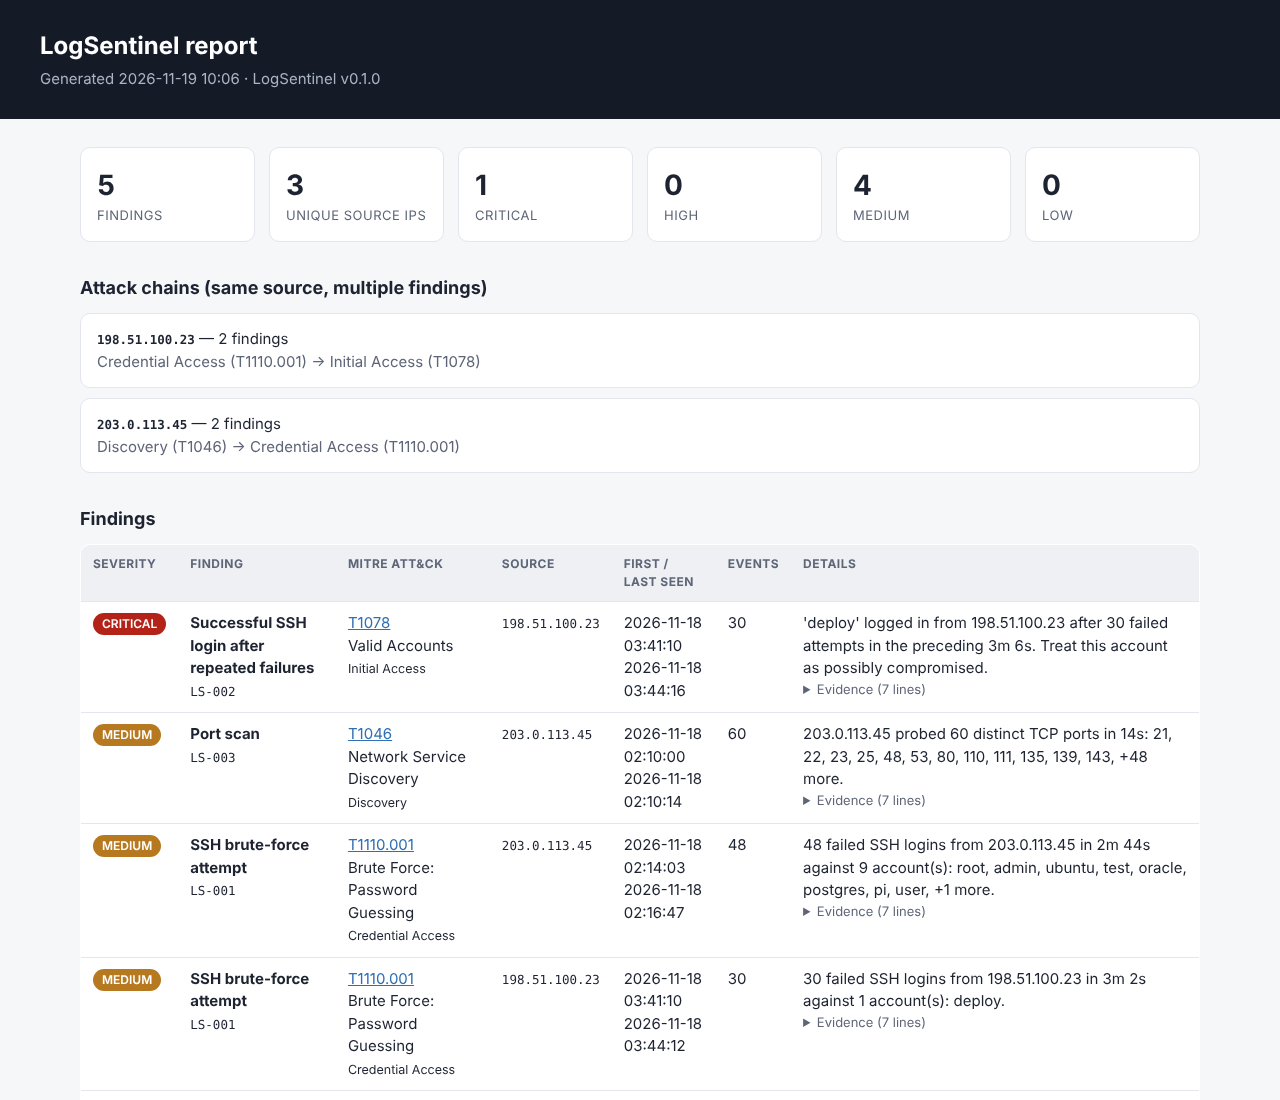 LogSentinel report
Generated 2026-11-19 10:06 · LogSentinel v0.1.0
5
FINDINGS
3
UNIQUE SOURCE IPS
1
CRITICAL
0
HIGH
4
MEDIUM
0
LOW
Attack chains (same source, multiple findings)
198.51.100.23 — 2 findings
Credential Access (T1110.001) → Initial Access (T1078)
203.0.113.45 — 2 findings
Discovery (T1046) → Credential Access (T1110.001)
Findings
SEVERITY
FINDING
MITRE ATT&CK
SOURCE
FIRST /
LAST SEEN
EVENTS
DETAILS
CRITICAL
Successful SSH
login after
repeated failures
LS-002
T1078
Valid Accounts
Initial Access
198.51.100.23
2026-11-18
03:41:10
2026-11-18
03:44:16
30
'deploy' logged in from 198.51.100.23 after 30 failed
attempts in the preceding 3m 6s. Treat this account
as possibly compromised.
▶ Evidence (7 lines)
MEDIUM
Port scan
LS-003
T1046
Network Service
Discovery
Discovery
203.0.113.45
2026-11-18
02:10:00
2026-11-18
02:10:14
60
203.0.113.45 probed 60 distinct TCP ports in 14s: 21,
22, 23, 25, 48, 53, 80, 110, 111, 135, 139, 143, +48
more.
▶ Evidence (7 lines)
MEDIUM
SSH brute-force
attempt
LS-001
T1110.001
Brute Force:
Password
Guessing
Credential Access
203.0.113.45
2026-11-18
02:14:03
2026-11-18
02:16:47
48
48 failed SSH logins from 203.0.113.45 in 2m 44s
against 9 account(s): root, admin, ubuntu, test, oracle,
postgres, pi, user, +1 more.
▶ Evidence (7 lines)
MEDIUM
SSH brute-force
attempt
LS-001
T1110.001
Brute Force:
Password
Guessing
Credential Access
198.51.100.23
2026-11-18
03:41:10
2026-11-18
03:44:12
30
30 failed SSH logins from 198.51.100.23 in 3m 2s
against 1 account(s): deploy.
▶ Evidence (7 lines)